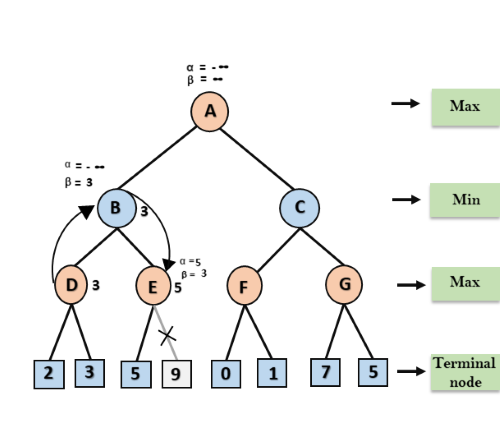 α = - ∞
β = ∞
A
Max
α = - ∞
β = 3
B
3
C
Min
D
3
E
5
α = 5
β = 3
F
G
Max
2
3
5
9
0
1
7
5
Terminal
node